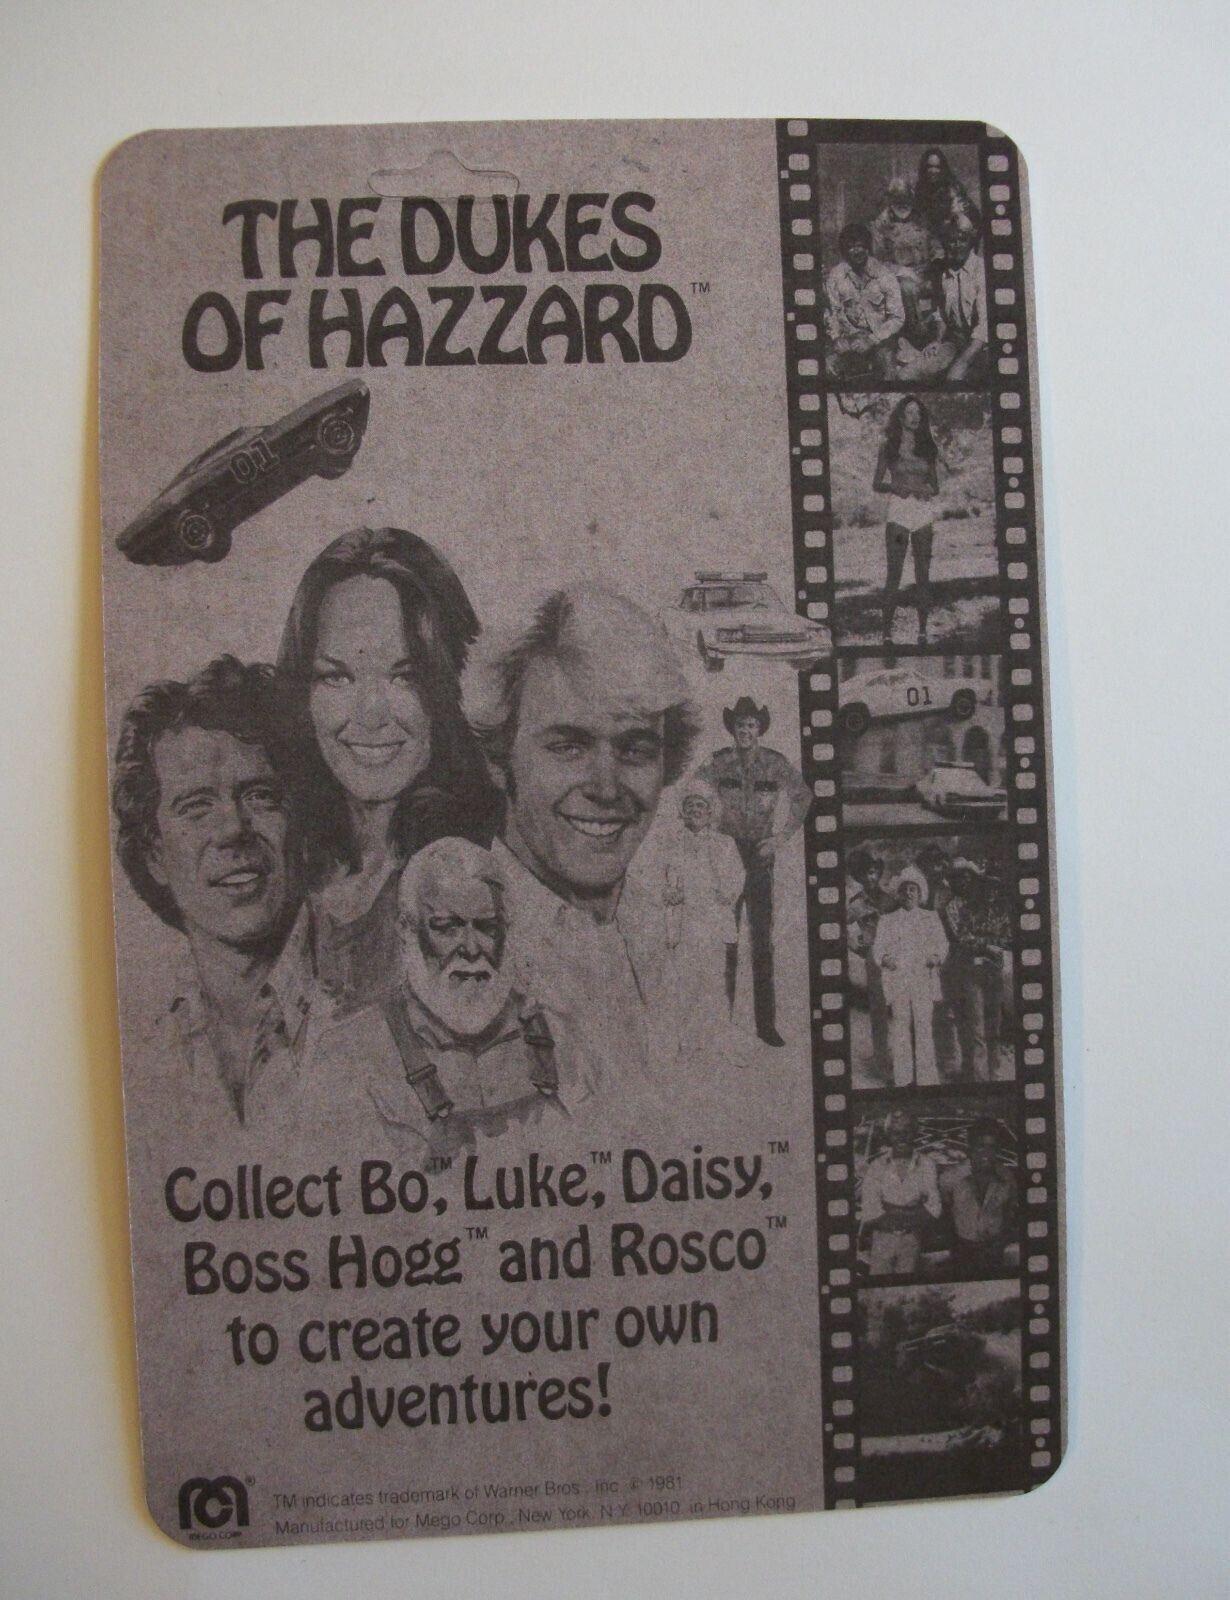 THE DUKES
OF HAZZARD™
01
01
Collect Bo,™ Luke,™ Daisy,™
Boss Hogg™ and Rosco™
to create your own
adventures!
®
MEGO CORP.
TM indicates trademark of Warner Bros., Inc. © 1981
Manufactured for Mego Corp., New York, N.Y. 10010, in Hong Kong